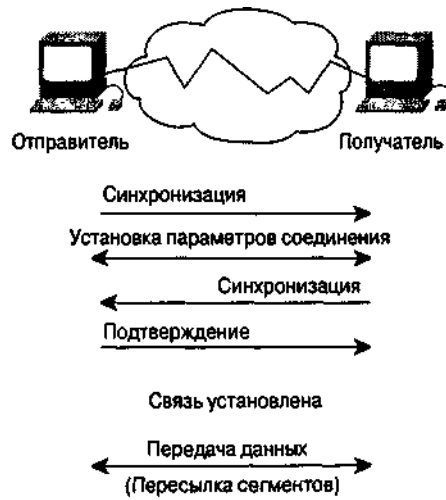 Отправитель
Получатель
Синхронизация
Установка параметров соединения
Синхронизация
Подтверждение
Связь установлена
Передача данных
(Пересылка сегментов)